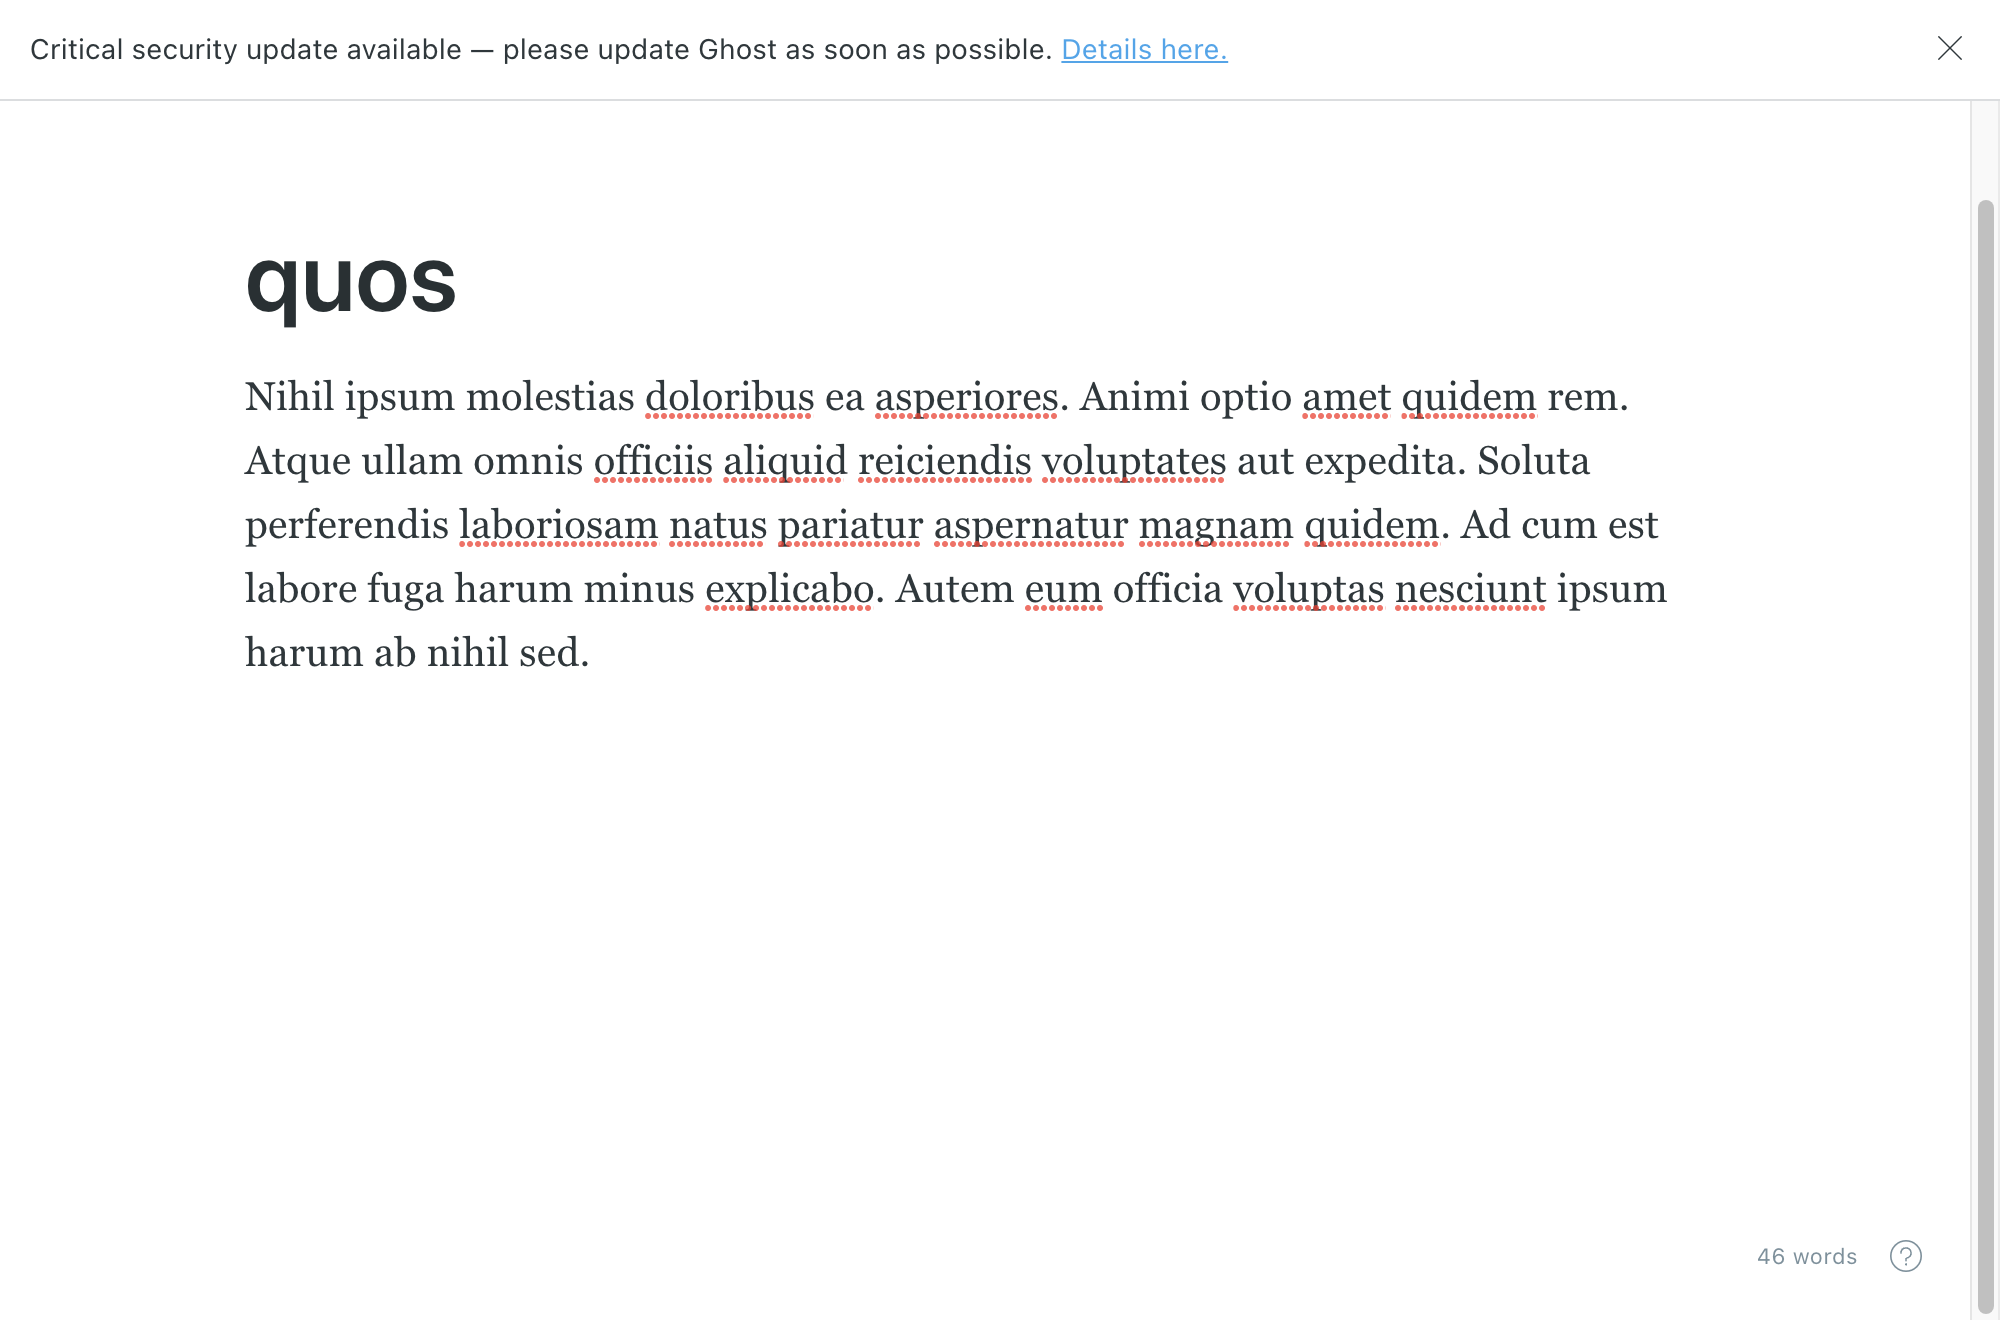 Critical security update available — please update Ghost as soon as possible. Details here.
quos
Nihil ipsum molestias doloribus ea asperiores. Animi optio amet quidem rem.
Atque ullam omnis officiis aliquid reiciendis voluptates aut expedita. Soluta
perferendis laboriosam natus pariatur aspernatur magnam quidem. Ad cum est
labore fuga harum minus explicabo. Autem eum officia voluptas nesciunt ipsum
harum ab nihil sed.
46 words
?